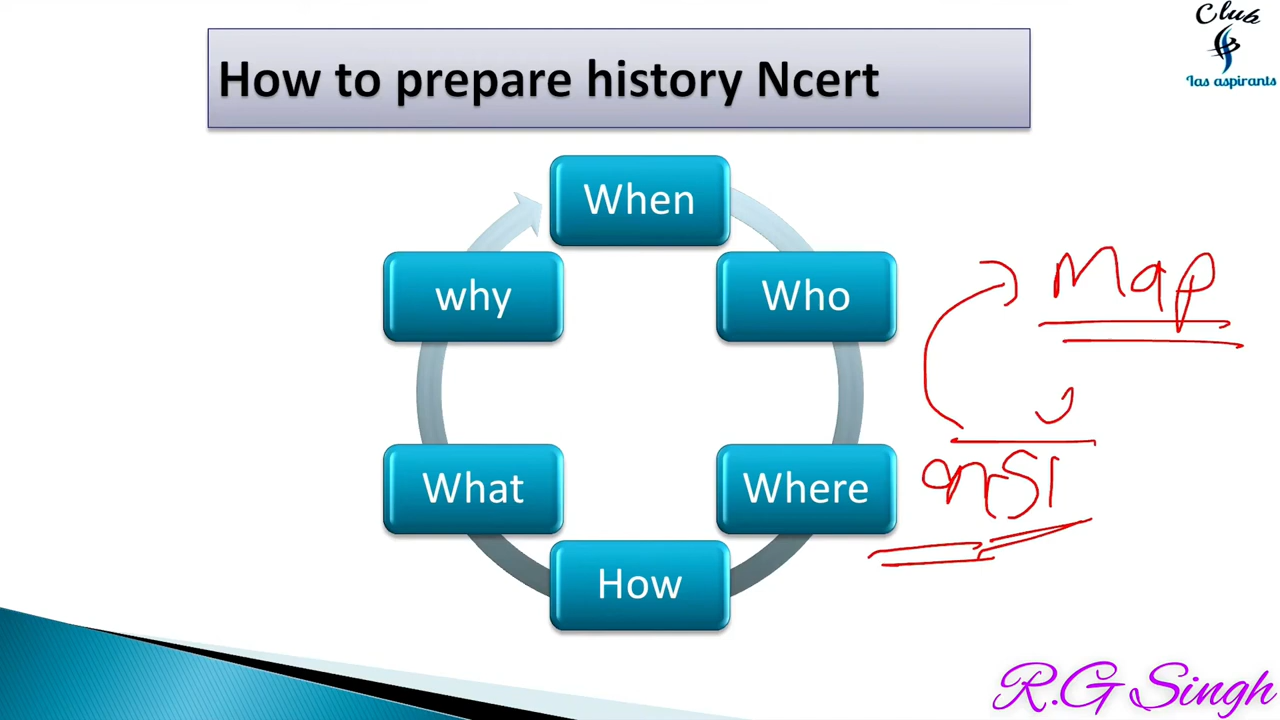 Club
Ias aspirants
How to prepare history Ncert
When
Who
Where
How
What
why
Map
R.G Singh